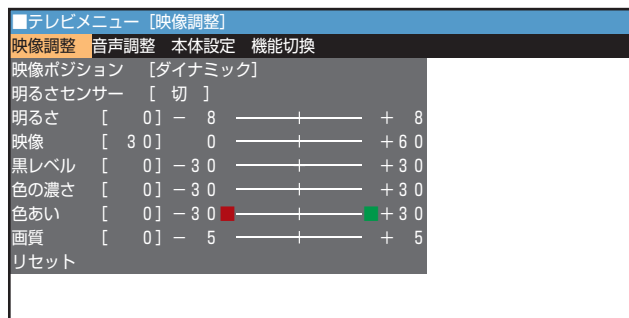 ■テレビメニュー［映像調整］
映像調整 音声調整 本体設定 機能切換
映像ポジション ［ダイナミック］
明るさセンサー ［ 切 ］
明るさ ［ 0］－ 8 ＋ 8
映像 ［ 30］ 0 ＋60
黒レベル ［ 0］－30 ＋30
色の濃さ ［ 0］－30 ＋30
色あい ［ 0］－30 ＋30
画質 ［ 0］－ 5 ＋ 5
リセット